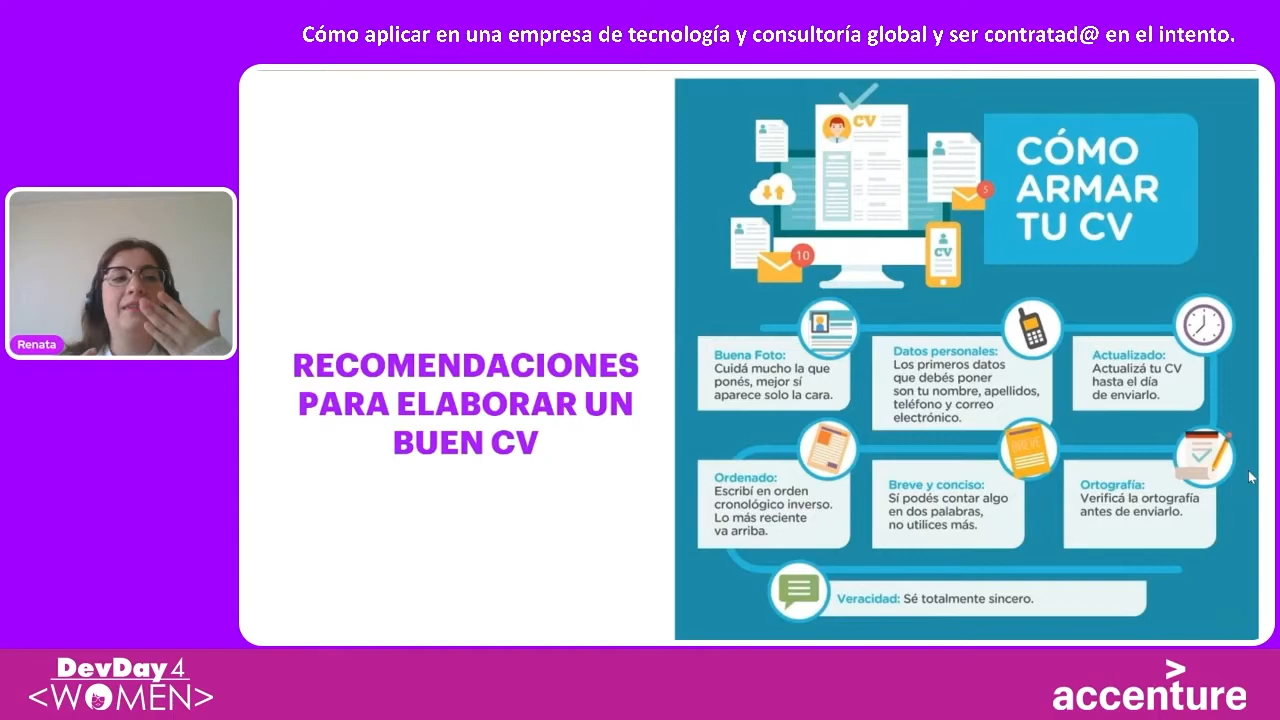 Cómo aplicar en una empresa de tecnología y consultoría global y ser contratad@ en el intento.
Renata
RECOMENDACIONES
PARA ELABORAR UN
BUEN CV
CV
5
10
CV
CÓMO
ARMAR
TU CV
Buena Foto:
Cuidá mucho la que
ponés, mejor sí
aparece solo la cara.
Datos personales:
Los primeros datos
que debés poner
son tu nombre, apellidos,
teléfono y correo
electrónico.
Actualizado:
Actualizá tu CV
hasta el día
de enviarlo.
Ordenado:
Escribí en orden
cronológico inverso.
Lo más reciente
va arriba.
BREVE
Breve y conciso:
Sí podés contar algo
en dos palabras,
no utilices más.
Ortografía:
Verificá la ortografía
antes de enviarlo.
Veracidad: Sé totalmente sincero.
DevDay4
<WOMEN>
accenture